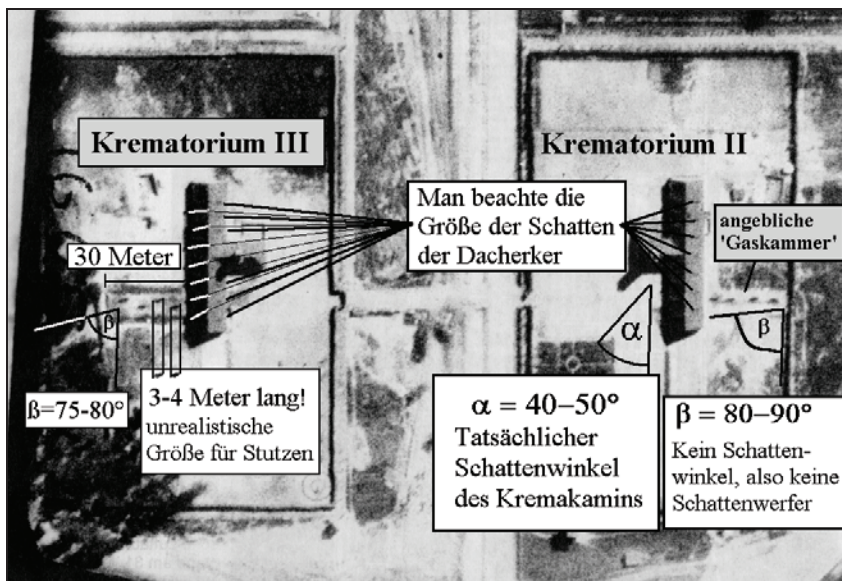 Krematorium III
Krematorium II
Man beachte die
Größe der Schatten
der Dacherker
angebliche
'Gaskammer'
30 Meter
β
α
β
ß=75-80°
3-4 Meter lang!
unrealistische
Größe für Stutzen
α = 40–50°
Tatsächlicher
Schattenwinkel
des Kremakamins
β = 80–90°
Kein Schatten-
winkel, also keine
Schattenwerfer